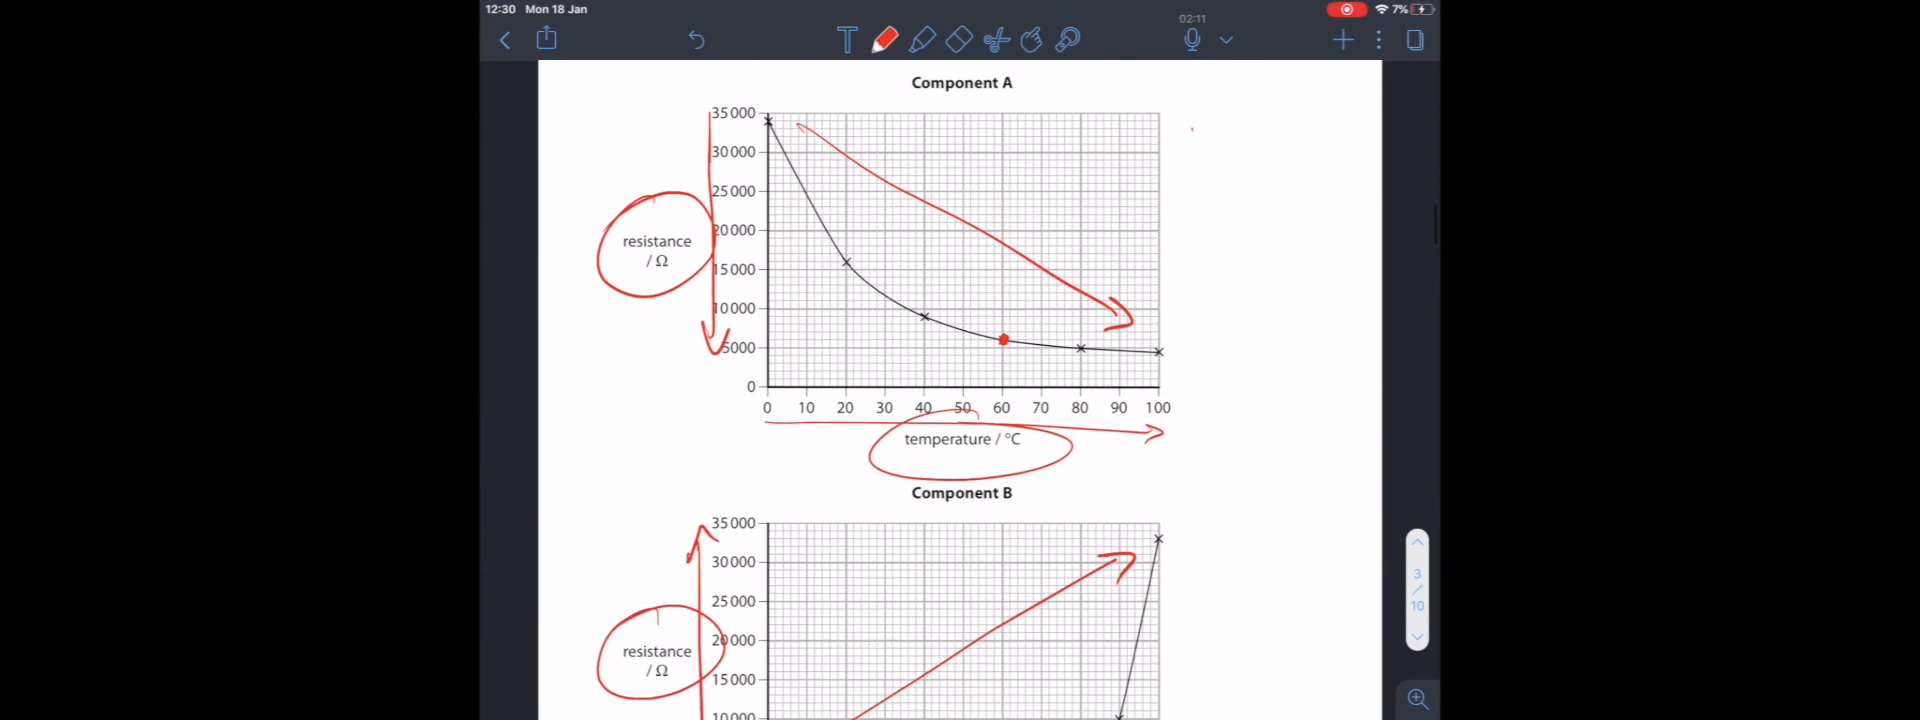 12:30 Mon 18 Jan
7%
02:11
T
Component A
35 000
30 000
25 000
20 000
15 000
10 000
5000
0
resistance
/ Ω
0 10 20 30 40 50 60 70 80 90 100
temperature / °C
Component B
35 000
30 000
25 000
20 000
15 000
10 000
resistance
/ Ω
3
/
10